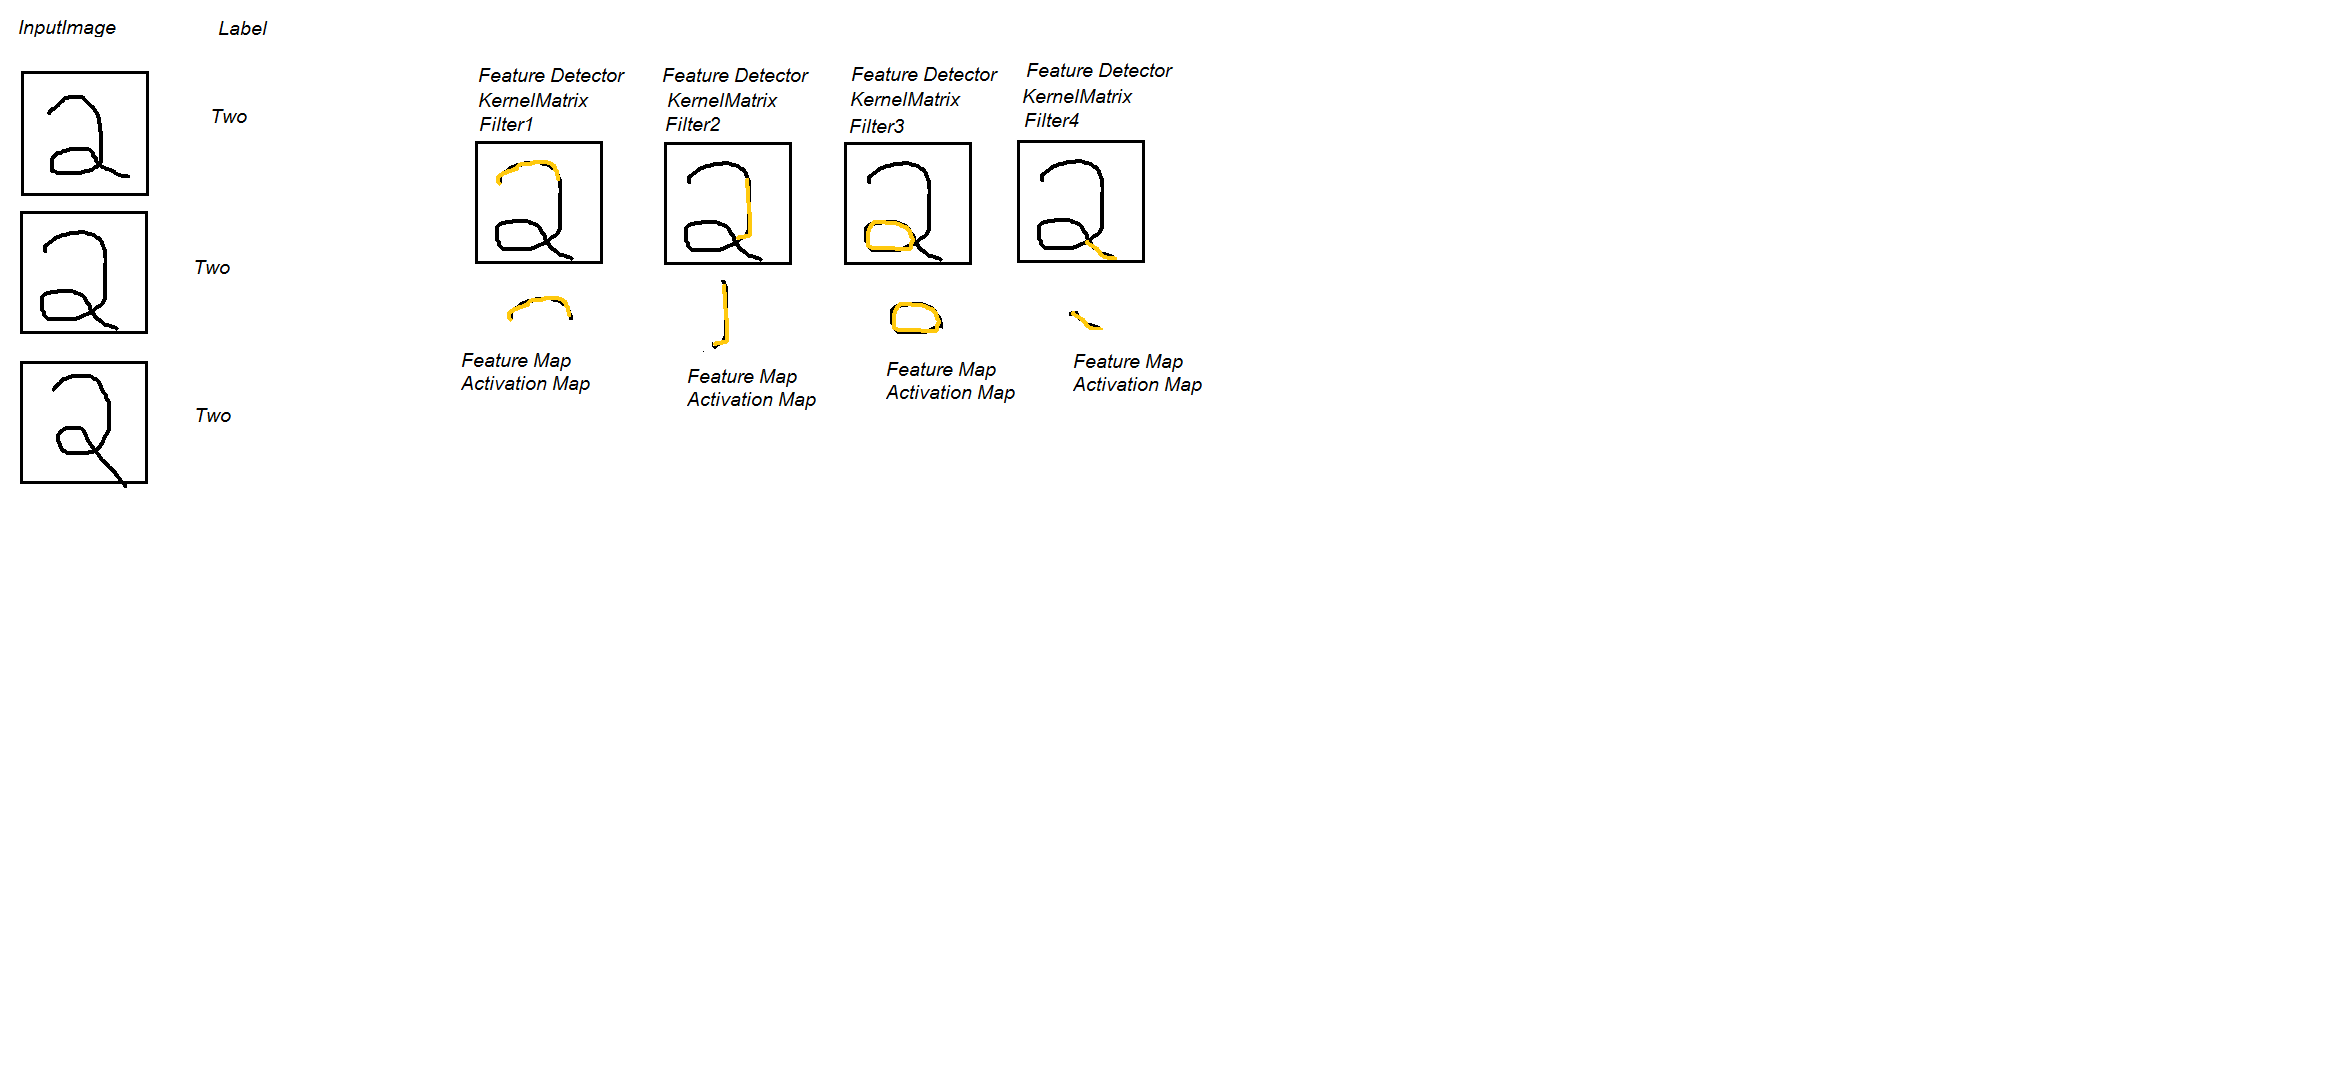 InputImage
Label
Two
Two
Two
Feature Detector
KernelMatrix
Filter1
Feature Detector
KernelMatrix
Filter2
Feature Detector
KernelMatrix
Filter3
Feature Detector
KernelMatrix
Filter4
Feature Map
Activation Map
Feature Map
Activation Map
Feature Map
Activation Map
Feature Map
Activation Map